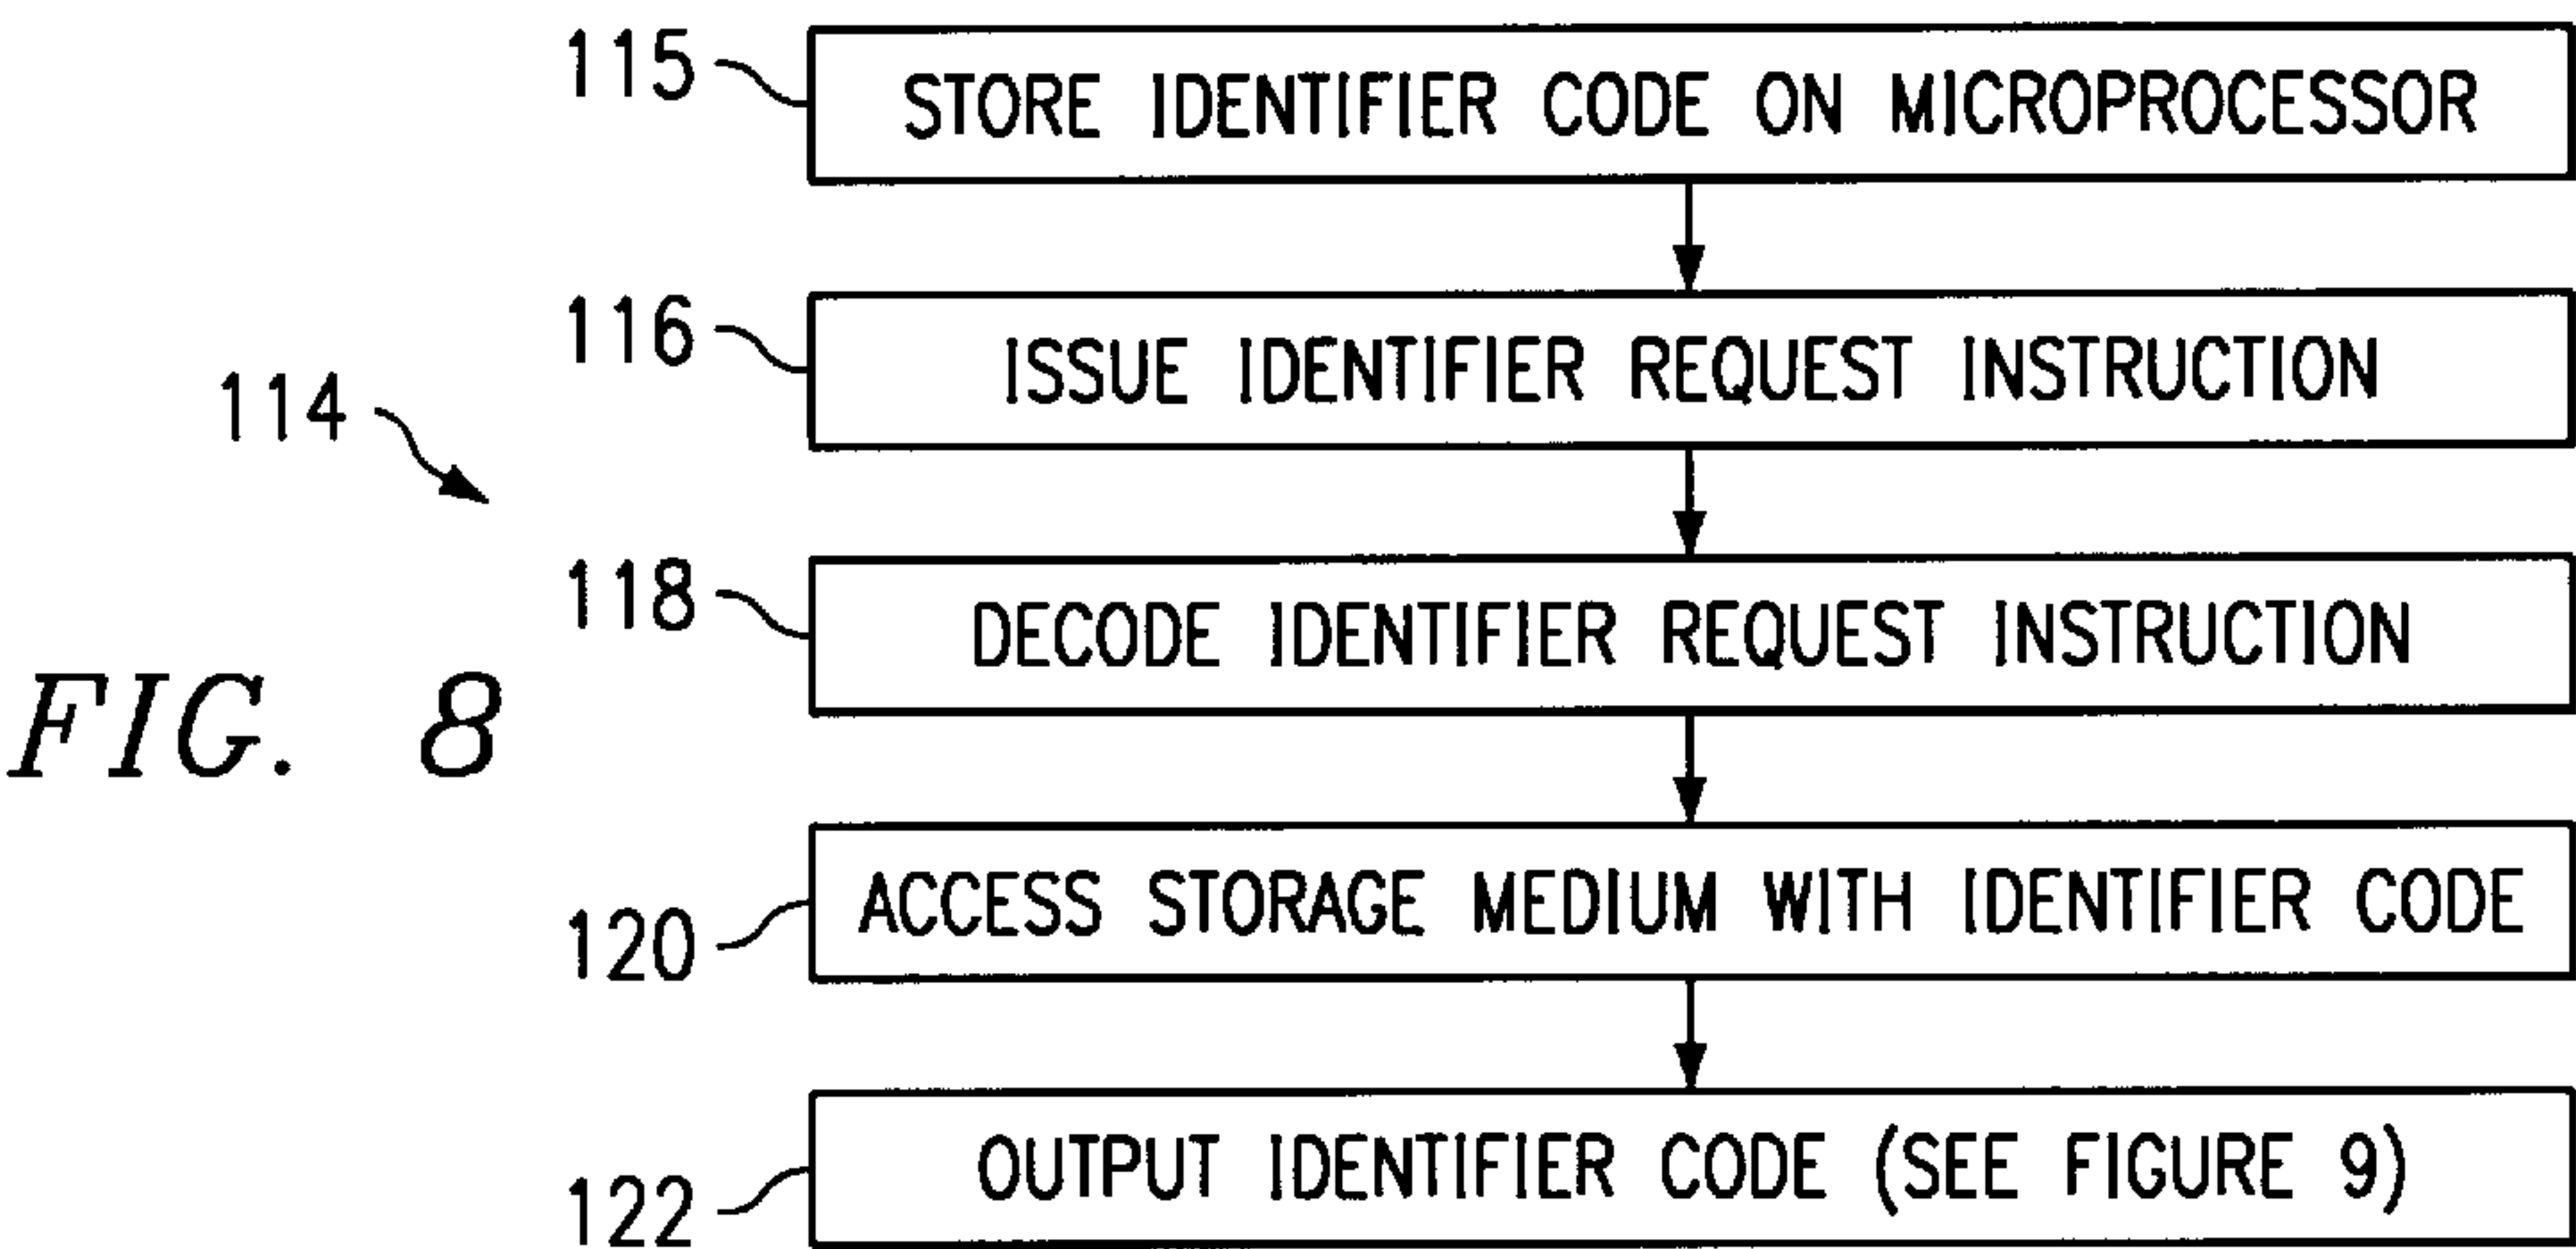 115
STORE IDENTIFIER CODE ON MICROPROCESSOR
116
ISSUE IDENTIFIER REQUEST INSTRUCTION
114
118
DECODE IDENTIFIER REQUEST INSTRUCTION
FIG. 8
120
ACCESS STORAGE MEDIUM WITH IDENTIFIER CODE
122
OUTPUT IDENTIFIER CODE (SEE FIGURE 9)